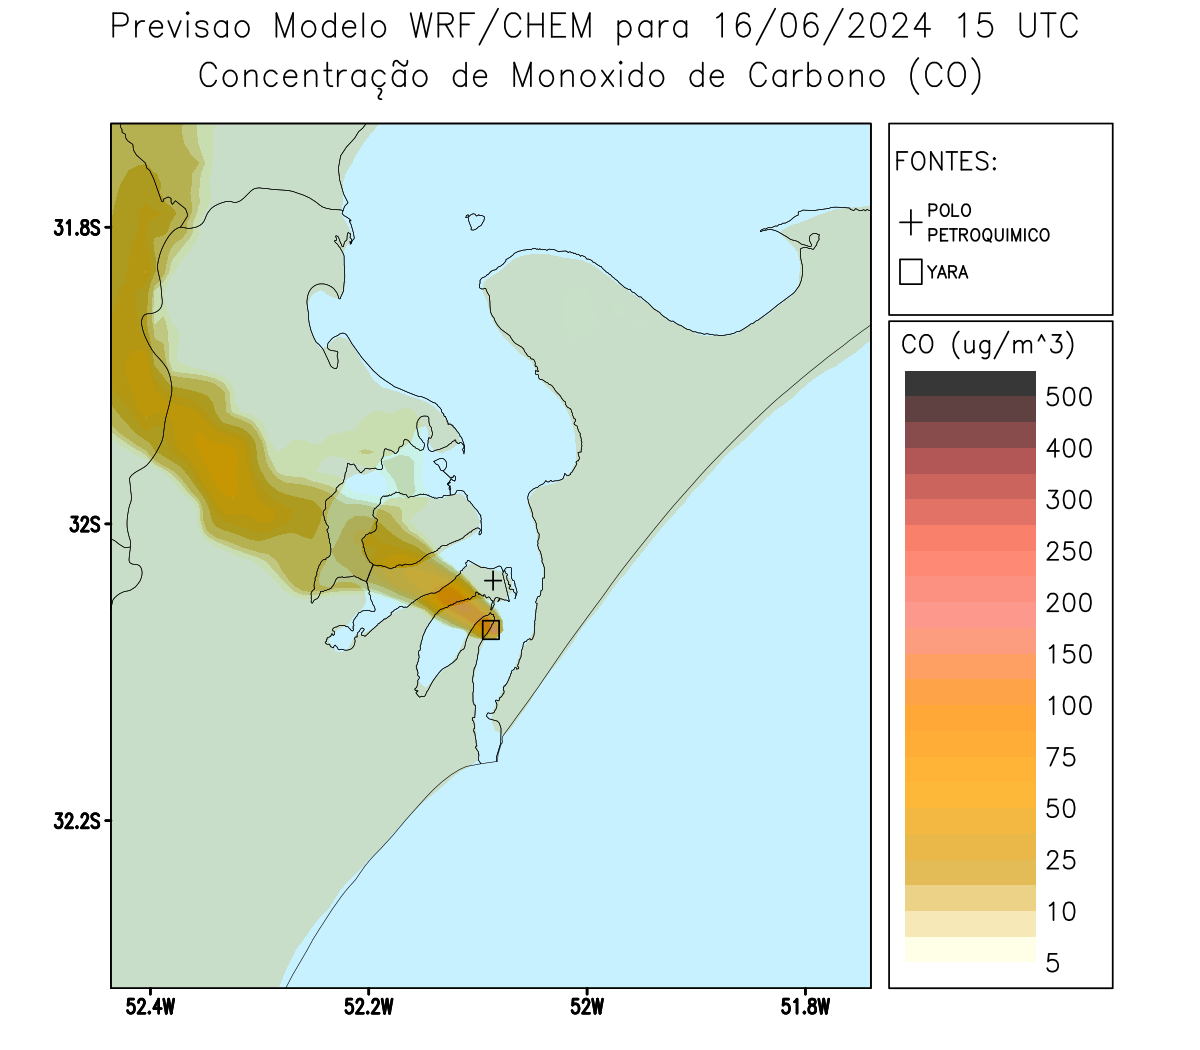 Previsao Modelo WRF/CHEM para 16/06/2024 15 UTC
Concentração de Monoxido de Carbono (CO)
FONTES:
POLO
PETROQUIMICO
YARA
31.8S
32S
32.2S
52.4W
52.2W
52W
51.8W
CO (ug/m^3)
500
400
300
250
200
150
100
75
50
25
10
5